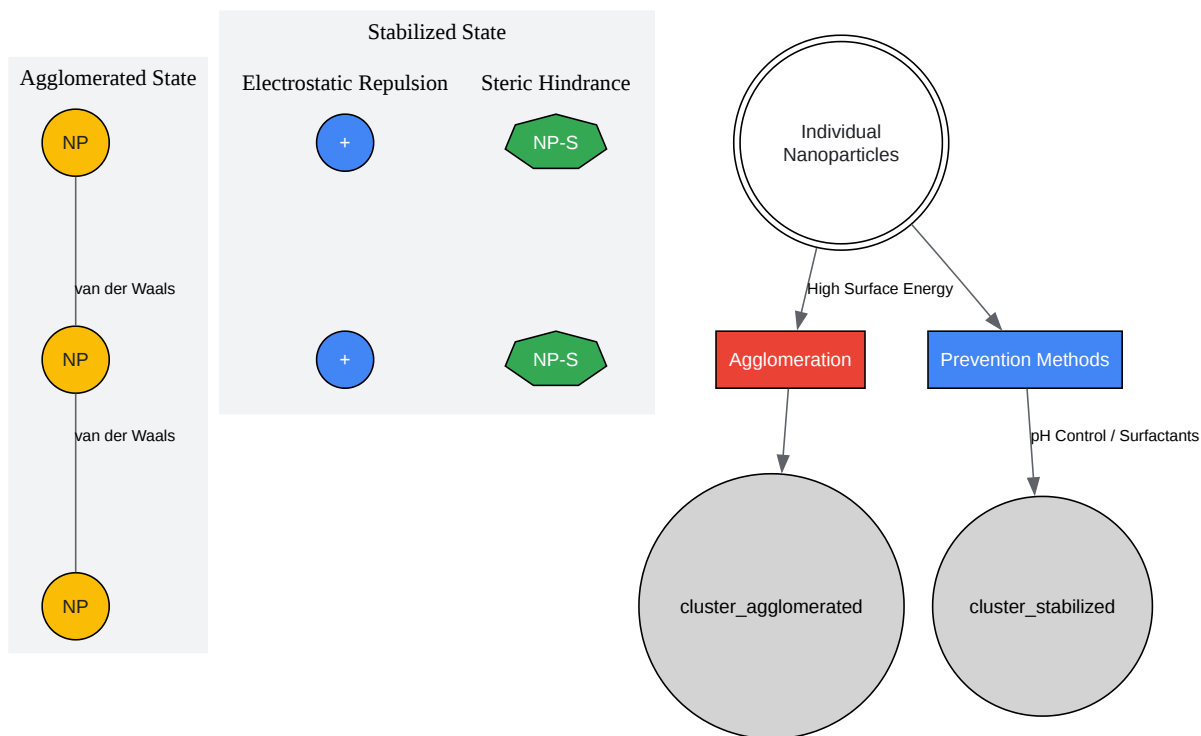 Stabilized State
Agglomerated State
Electrostatic Repulsion
Steric Hindrance
NP
+
NP-S
Individual
Nanoparticles
van der Waals
High Surface Energy
NP
+
NP-S
Agglomeration
Prevention Methods
van der Waals
pH Control / Surfactants
NP
cluster_agglomerated
cluster_stabilized